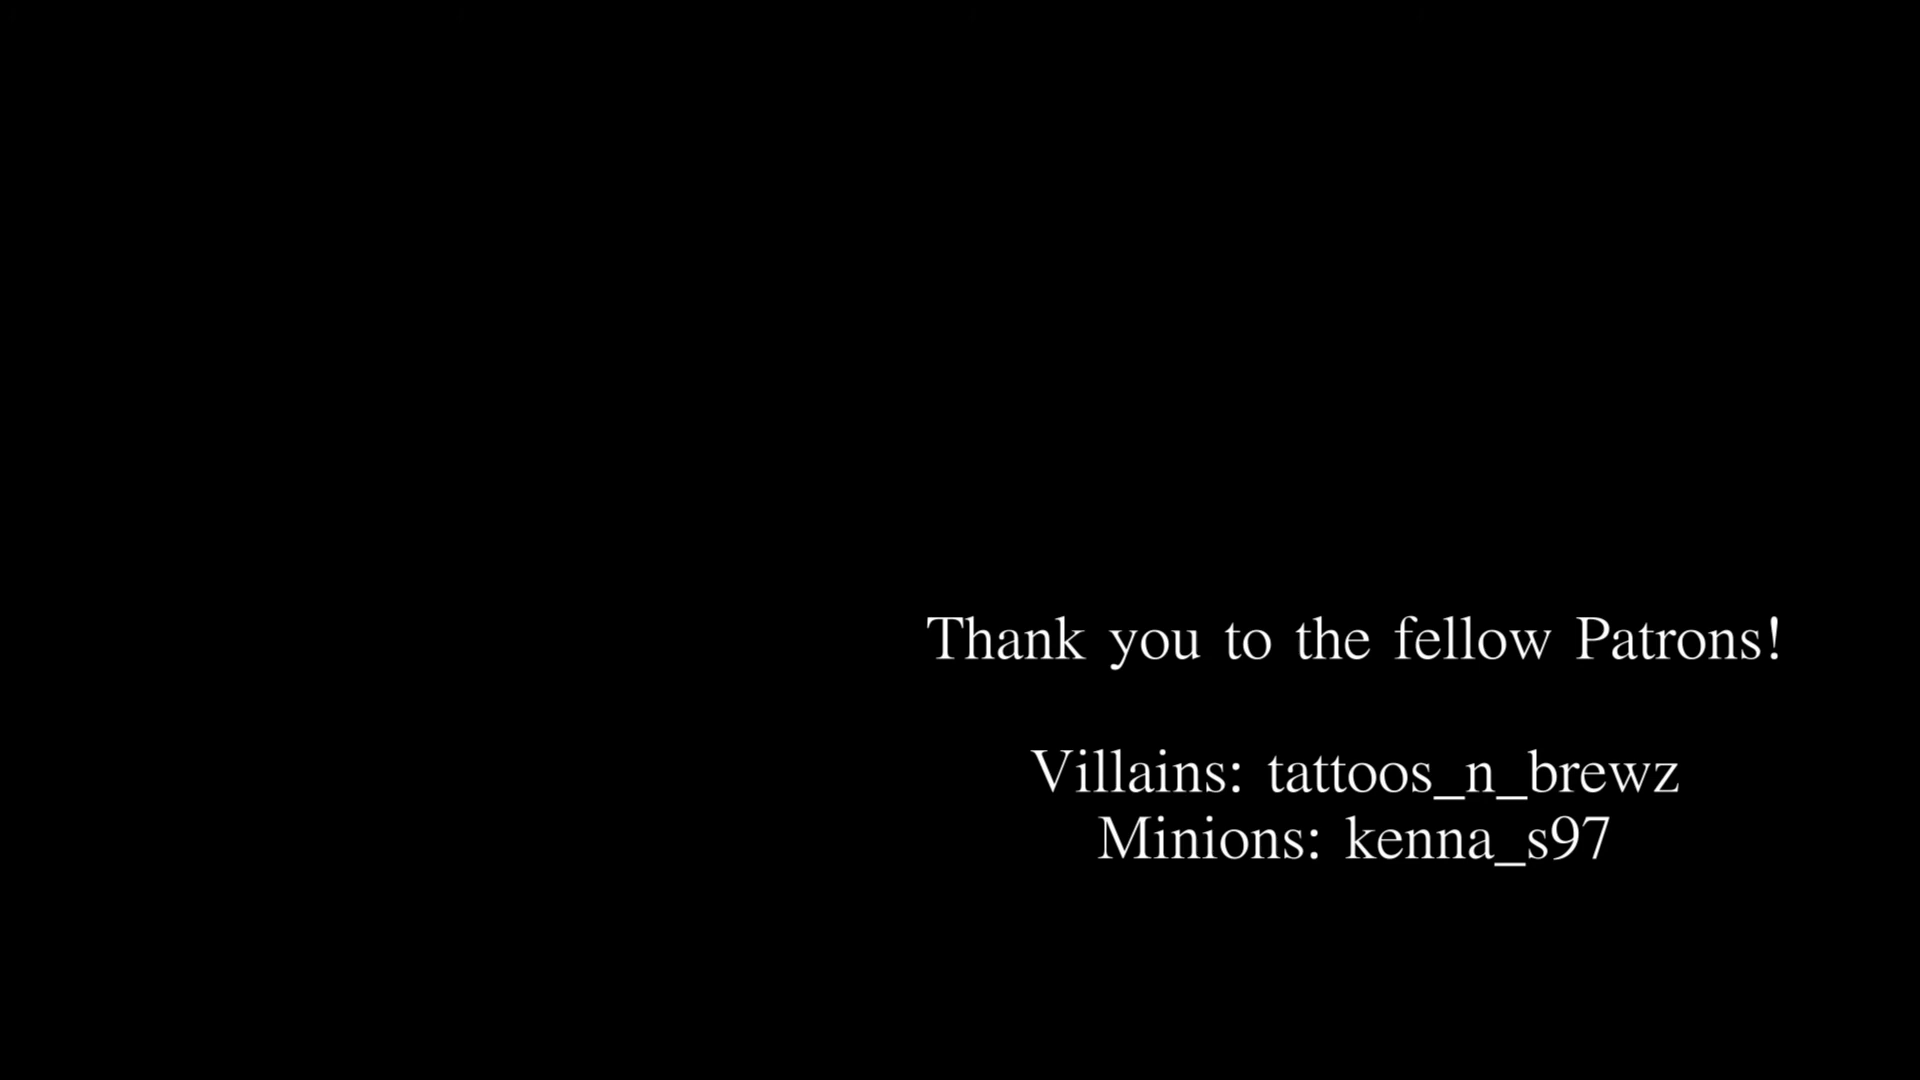 Thank you to the fellow Patrons!
Villains: tattoos_n_brewz
Minions: kenna_s97